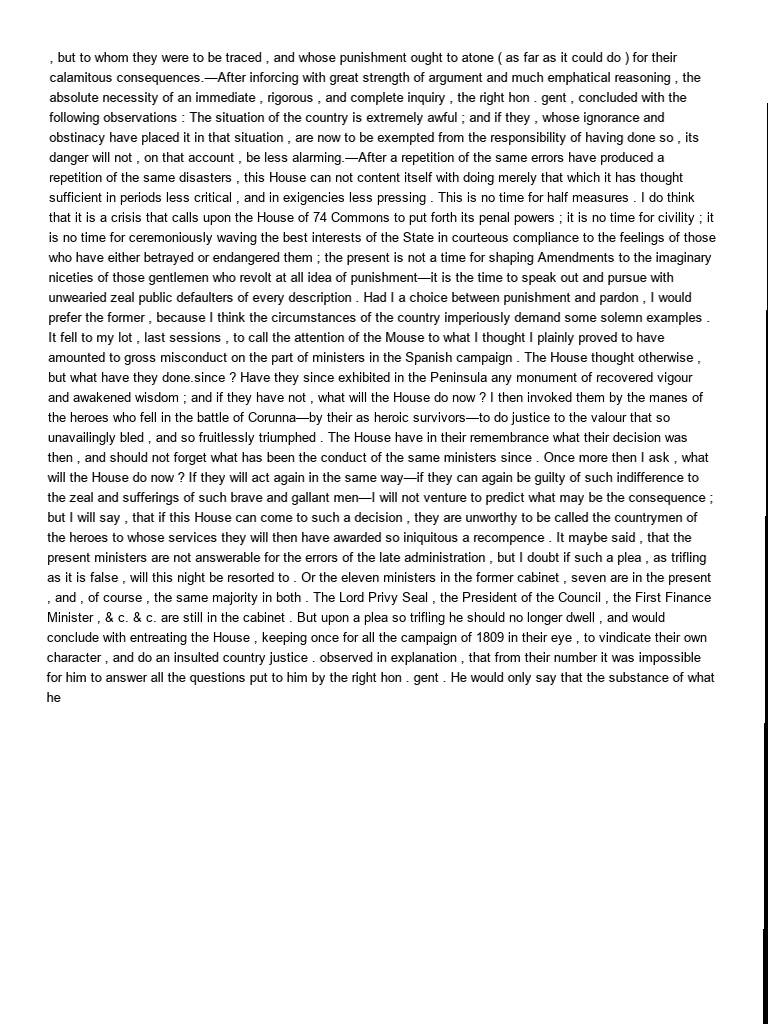 , but to whom they were to be traced , and whose punishment ought to atone ( as far as it could do ) for their
calamitous consequences.—After inforcing with great strength of argument and much emphatical reasoning , the
absolute necessity of an immediate , rigorous , and complete inquiry , the right hon . gent , concluded with the
following observations : The situation of the country is extremely awful ; and if they , whose ignorance and
obstinacy have placed it in that situation , are now to be exempted from the responsibility of having done so , its
danger will not , on that account , be less alarming.—After a repetition of the same errors have produced a
repetition of the same disasters , this House can not content itself with doing merely that which it has thought
sufficient in periods less critical , and in exigencies less pressing . This is no time for half measures . I do think
that it is a crisis that calls upon the House of 74 Commons to put forth its penal powers ; it is no time for civility ; it
is no time for ceremoniously waving the best interests of the State in courteous compliance to the feelings of those
who have either betrayed or endangered them ; the present is not a time for shaping Amendments to the imaginary
niceties of those gentlemen who revolt at all idea of punishment—it is the time to speak out and pursue with
unwearied zeal public defaulters of every description . Had I a choice between punishment and pardon , I would
prefer the former , because I think the circumstances of the country imperiously demand some solemn examples .
It fell to my lot , last sessions , to call the attention of the Mouse to what I thought I plainly proved to have
amounted to gross misconduct on the part of ministers in the Spanish campaign . The House thought otherwise ,
but what have they done.since ? Have they since exhibited in the Peninsula any monument of recovered vigour
and awakened wisdom ; and if they have not , what will the House do now ? I then invoked them by the manes of
the heroes who fell in the battle of Corunna—by their as heroic survivors—to do justice to the valour that so
unavailingly bled , and so fruitlessly triumphed . The House have in their remembrance what their decision was
then , and should not forget what has been the conduct of the same ministers since . Once more then I ask , what
will the House do now ? If they will act again in the same way—if they can again be guilty of such indifference to
the zeal and sufferings of such brave and gallant men—I will not venture to predict what may be the consequence ;
but I will say , that if this House can come to such a decision , they are unworthy to be called the countrymen of
the heroes to whose services they will then have awarded so iniquitous a recompence . It maybe said , that the
present ministers are not answerable for the errors of the late administration , but I doubt if such a plea , as trifling
as it is false , will this night be resorted to . Or the eleven ministers in the former cabinet , seven are in the present
, and , of course , the same majority in both . The Lord Privy Seal , the President of the Council , the First Finance
Minister , & c. & c. are still in the cabinet . But upon a plea so trifling he should no longer dwell , and would
conclude with entreating the House , keeping once for all the campaign of 1809 in their eye , to vindicate their own
character , and do an insulted country justice . observed in explanation , that from their number it was impossible
for him to answer all the questions put to him by the right hon . gent . He would only say that the substance of what
he